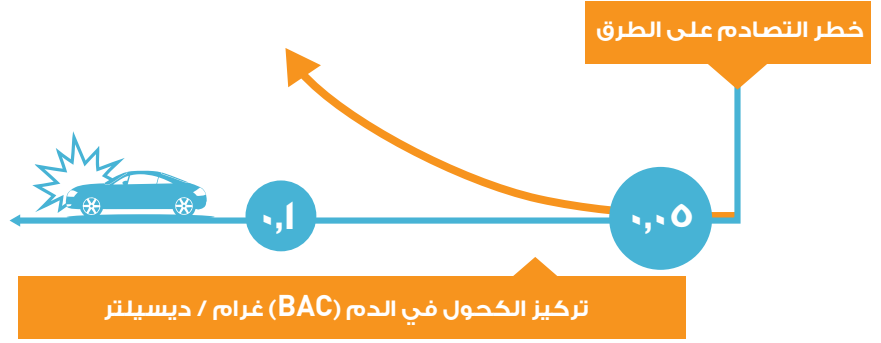 خطر التصادم على الطرق
٠,٠٥
٠,١
تركيز الكحول في الدم (BAC) غرام / ديسيلتر